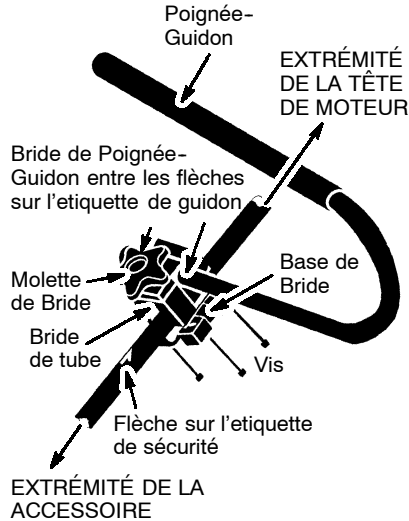 Poignée-
Guidon
EXTRÉMITÉ
DE LA TÊTE
DE MOTEUR
Bride de Poignée-
Guidon entre les flèches
sur l'etiquette de guidon
Molette
de Bride
Base de
Bride
Bride
de tube
Vis
Flèche sur l'etiquette
de sécurité
EXTRÉMITÉ DE LA
ACCESSOIRE